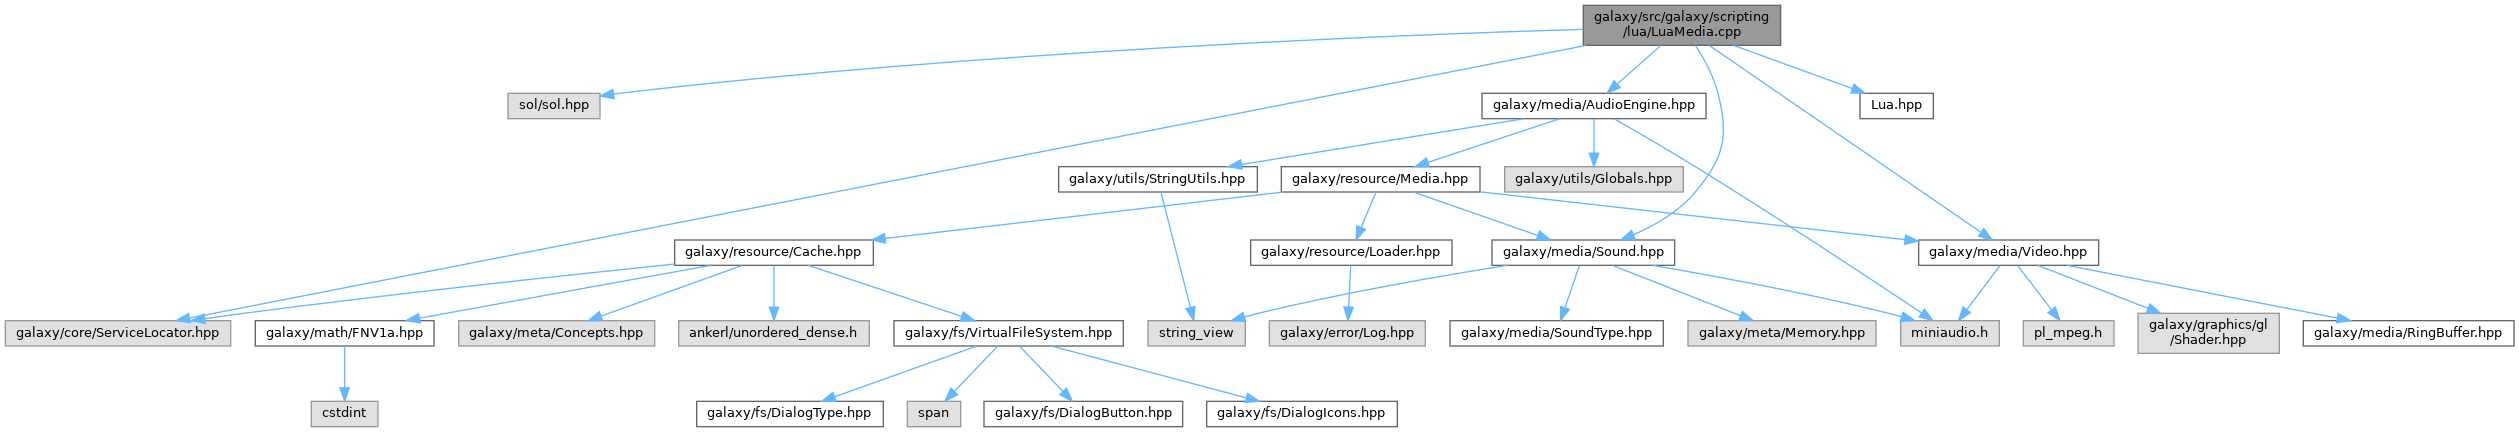 galaxy/src/galaxy/scripting
/lua/LuaMedia.cpp
sol/sol.hpp
galaxy/media/AudioEngine.hpp
Lua.hpp
galaxy/utils/StringUtils.hpp
galaxy/resource/Media.hpp
galaxy/utils/Globals.hpp
galaxy/resource/Cache.hpp
galaxy/resource/Loader.hpp
galaxy/media/Sound.hpp
galaxy/media/Video.hpp
galaxy/core/ServiceLocator.hpp
galaxy/math/FNV1a.hpp
galaxy/meta/Concepts.hpp
ankerl/unordered_dense.h
galaxy/fs/VirtualFileSystem.hpp
string_view
galaxy/error/Log.hpp
galaxy/media/SoundType.hpp
galaxy/meta/Memory.hpp
miniaudio.h
pl_mpeg.h
galaxy/graphics/gl
/Shader.hpp
galaxy/media/RingBuffer.hpp
cstdint
galaxy/fs/DialogType.hpp
span
galaxy/fs/DialogButton.hpp
galaxy/fs/DialogIcons.hpp